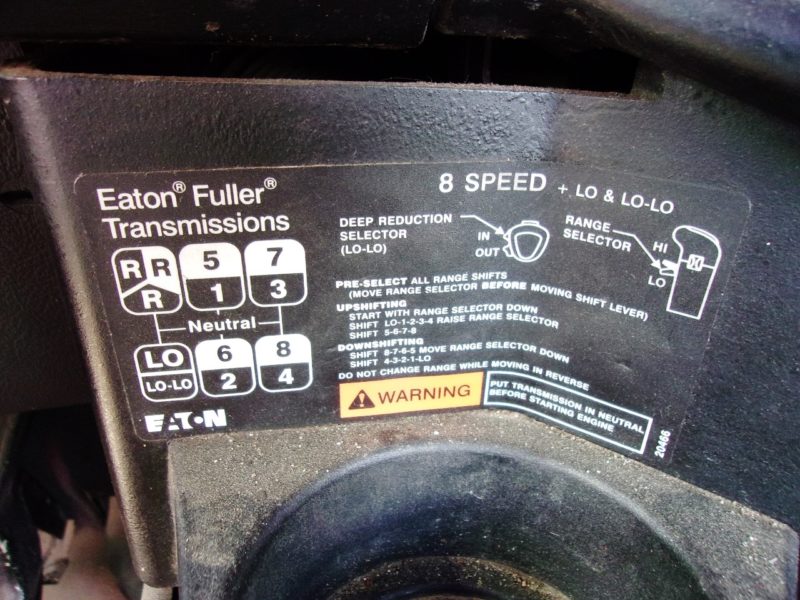 Eaton® Fuller®
Transmissions
8 SPEED + LO & LO-LO
DEEP REDUCTION
SELECTOR
(LO-LO)
IN
OUT
RANGE
SELECTOR
HI
LO
R R 5 7
R 1 3
Neutral
LO 6 8
LO-LO 2 4
EATON
PRE-SELECT ALL RANGE SHIFTS
(MOVE RANGE SELECTOR BEFORE MOVING SHIFT LEVER)
UPSHIFTING
START WITH RANGE SELECTOR DOWN
SHIFT LO-1-2-3-4 RAISE RANGE SELECTOR
SHIFT 5-6-7-8
DOWNSHIFTING
SHIFT 8-7-6-5 MOVE RANGE SELECTOR DOWN
SHIFT 4-3-2-1-LO
DO NOT CHANGE RANGE WHILE MOVING IN REVERSE
WARNING
PUT TRANSMISSION IN NEUTRAL
BEFORE STARTING ENGINE
20466